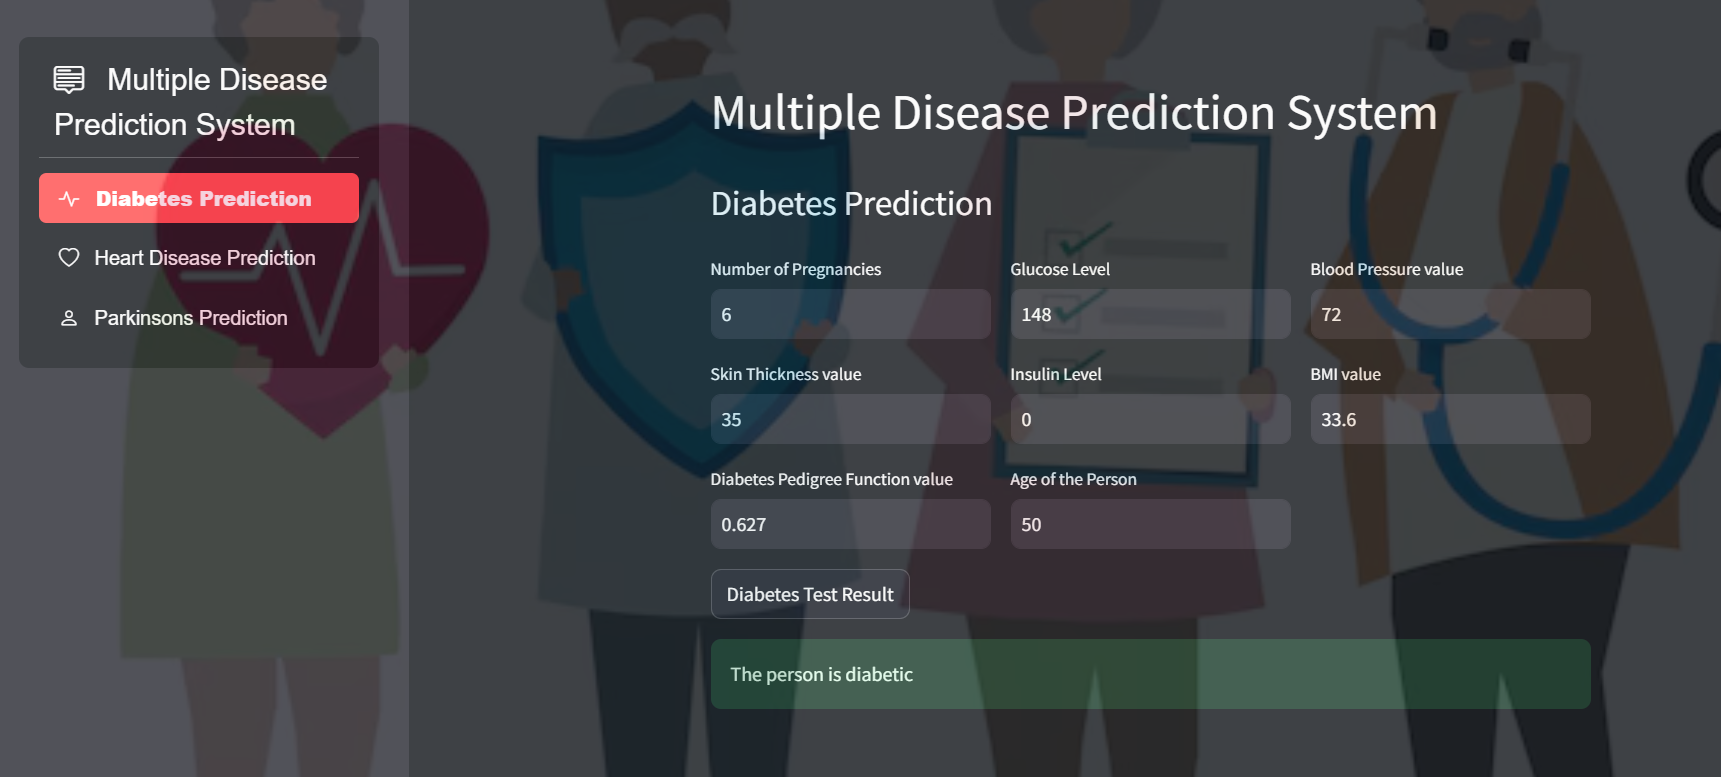 Multiple Disease
Prediction System
Diabetes Prediction
Heart Disease Prediction
Parkinsons Prediction
Multiple Disease Prediction System
Diabetes Prediction
Number of Pregnancies
6
Glucose Level
148
Blood Pressure value
72
Skin Thickness value
35
Insulin Level
0
BMI value
33.6
Diabetes Pedigree Function value
0.627
Age of the Person
50
Diabetes Test Result
The person is diabetic